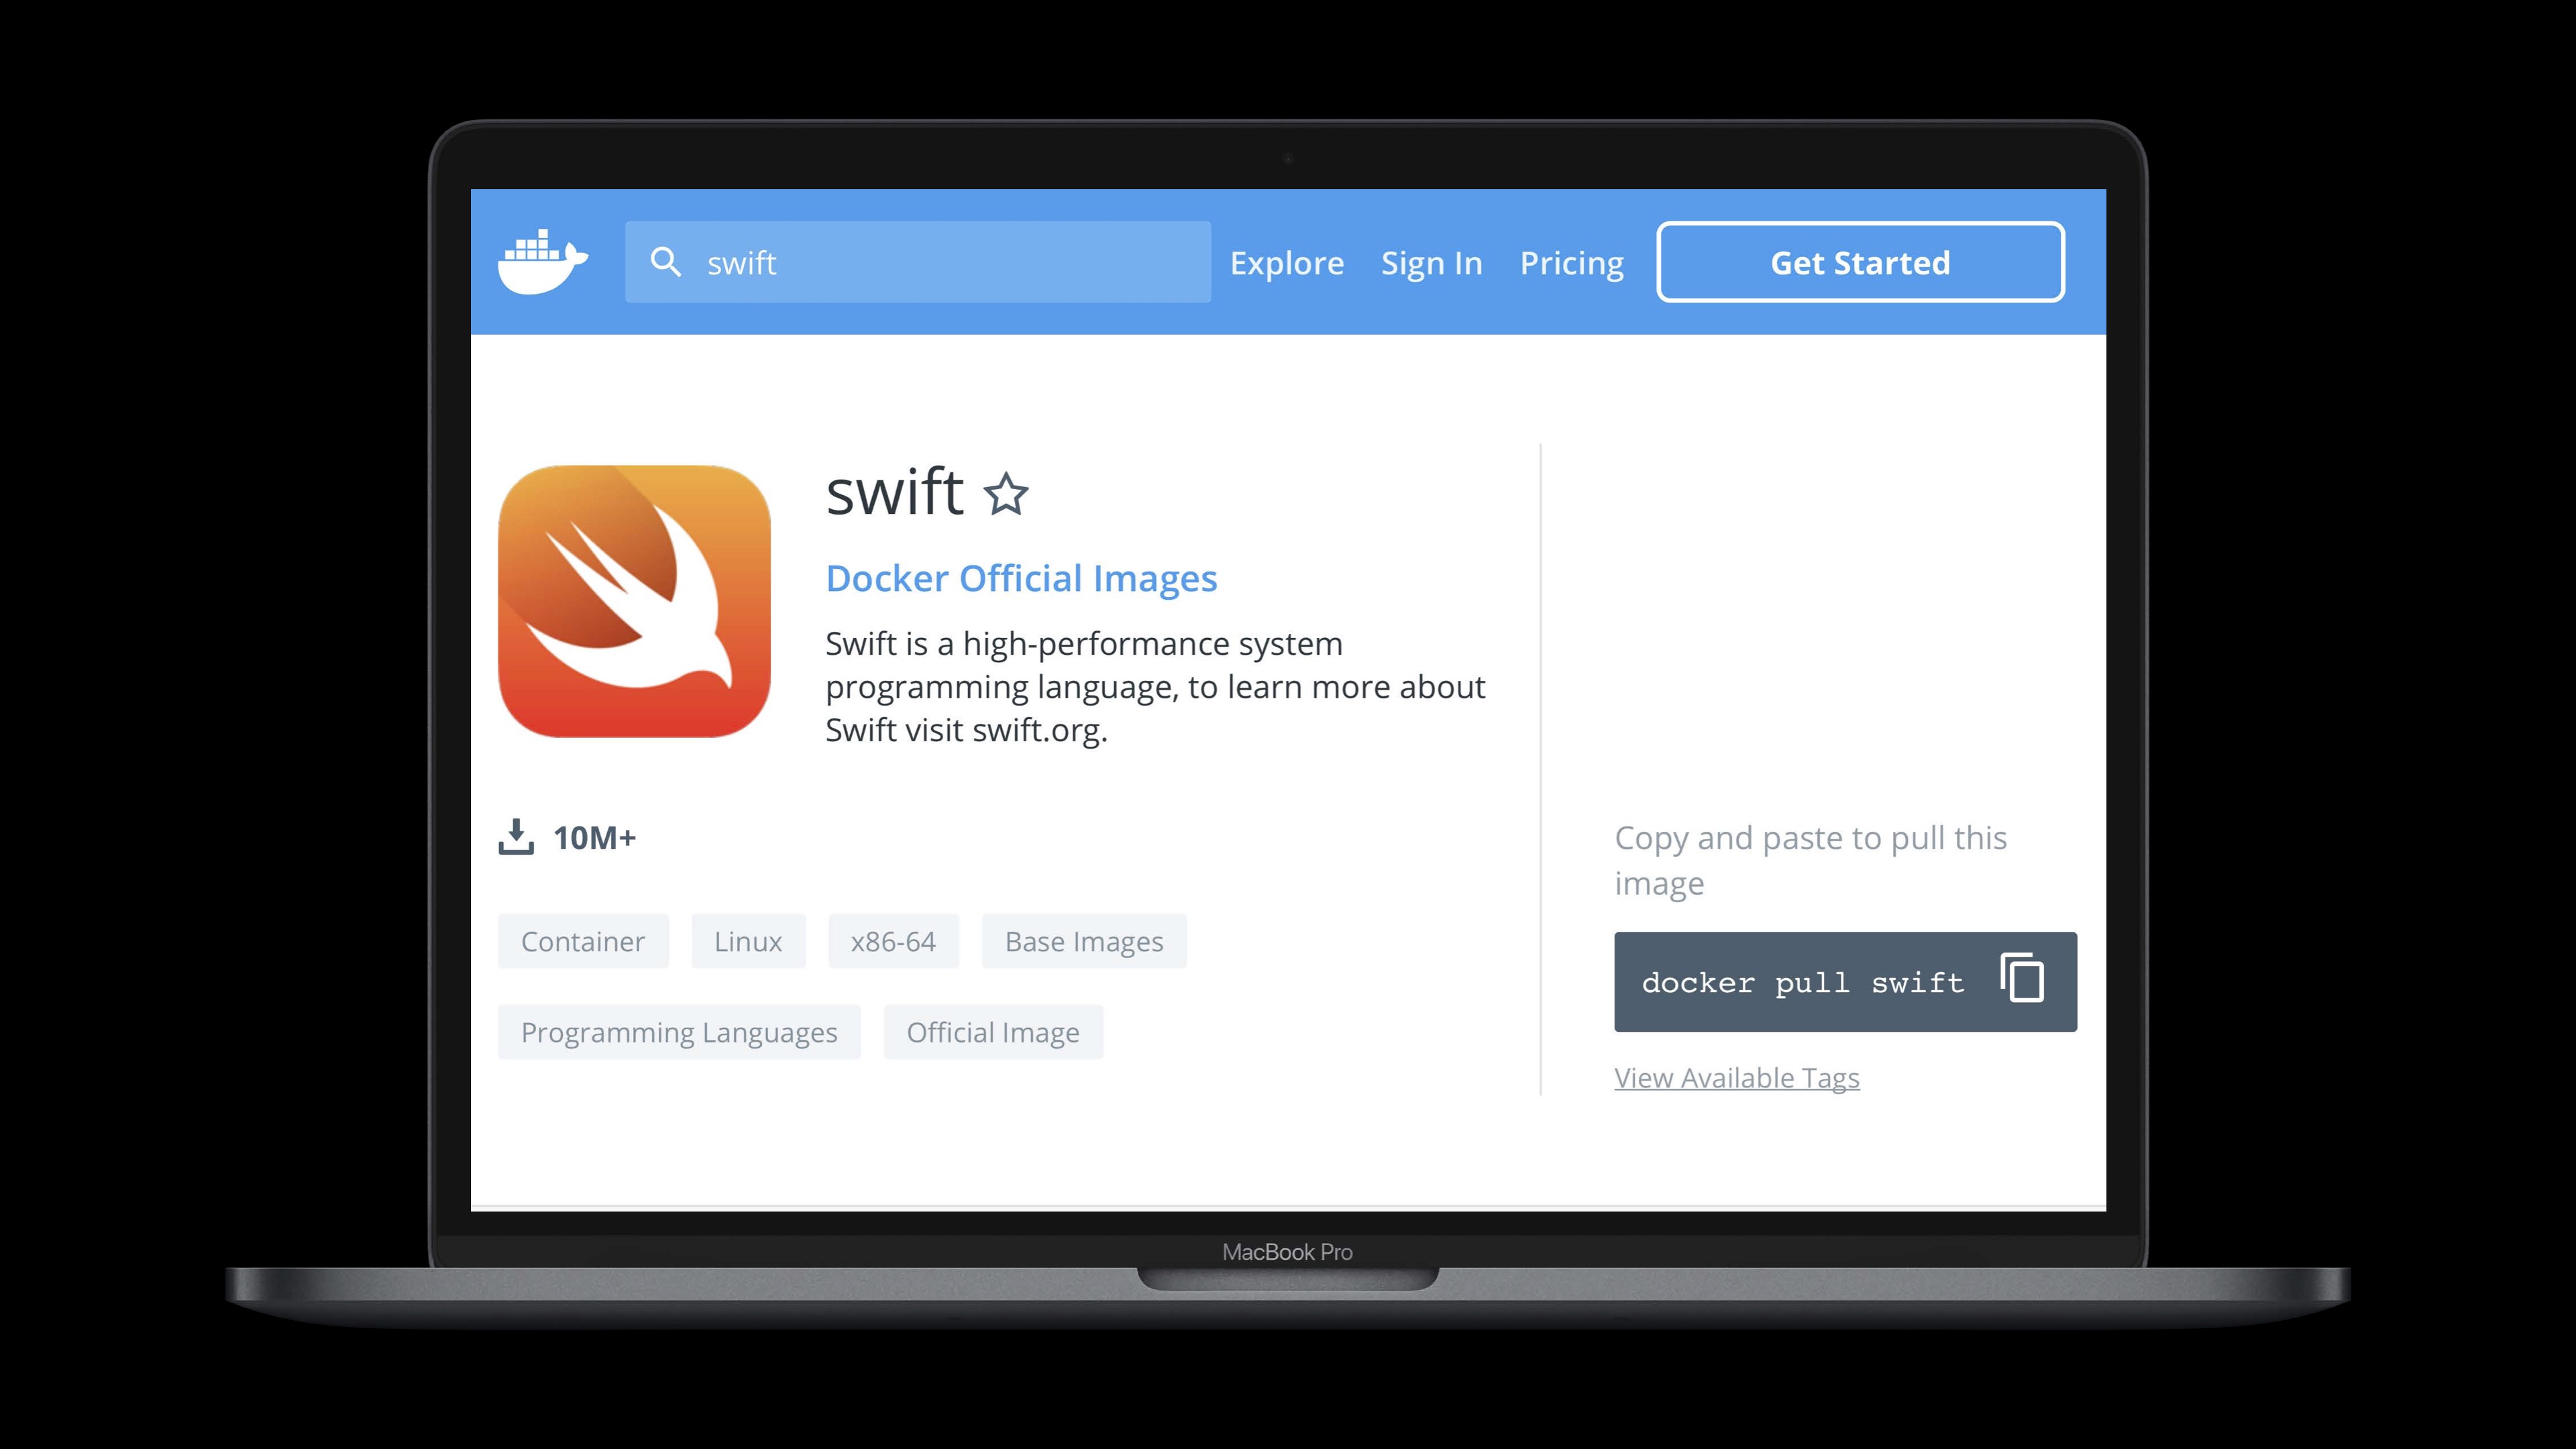 swift
Explore
Sign In
Pricing
Get Started
swift
Docker Official Images
Swift is a high-performance system
programming language, to learn more about
Swift visit swift.org.
10M+
Container
Linux
x86-64
Base Images
Programming Languages
Official Image
Copy and paste to pull this
image
docker pull swift
View Available Tags
MacBook Pro